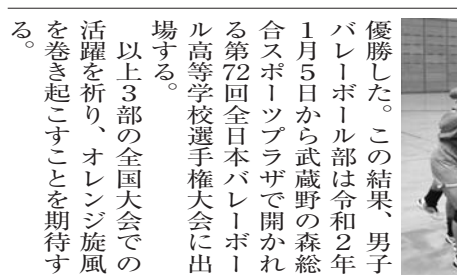 優勝した。この結果、男子
バレーボール部は令和2年
1月5日から武蔵野の森総
合スポーツプラザで開かれ
る第72回全日本バレーボー
ル高等学校選手権大会に出
場する。
　以上3部の全国大会での
活躍を祈り、オレンジ旋風
を巻き起こすことを期待す
る。